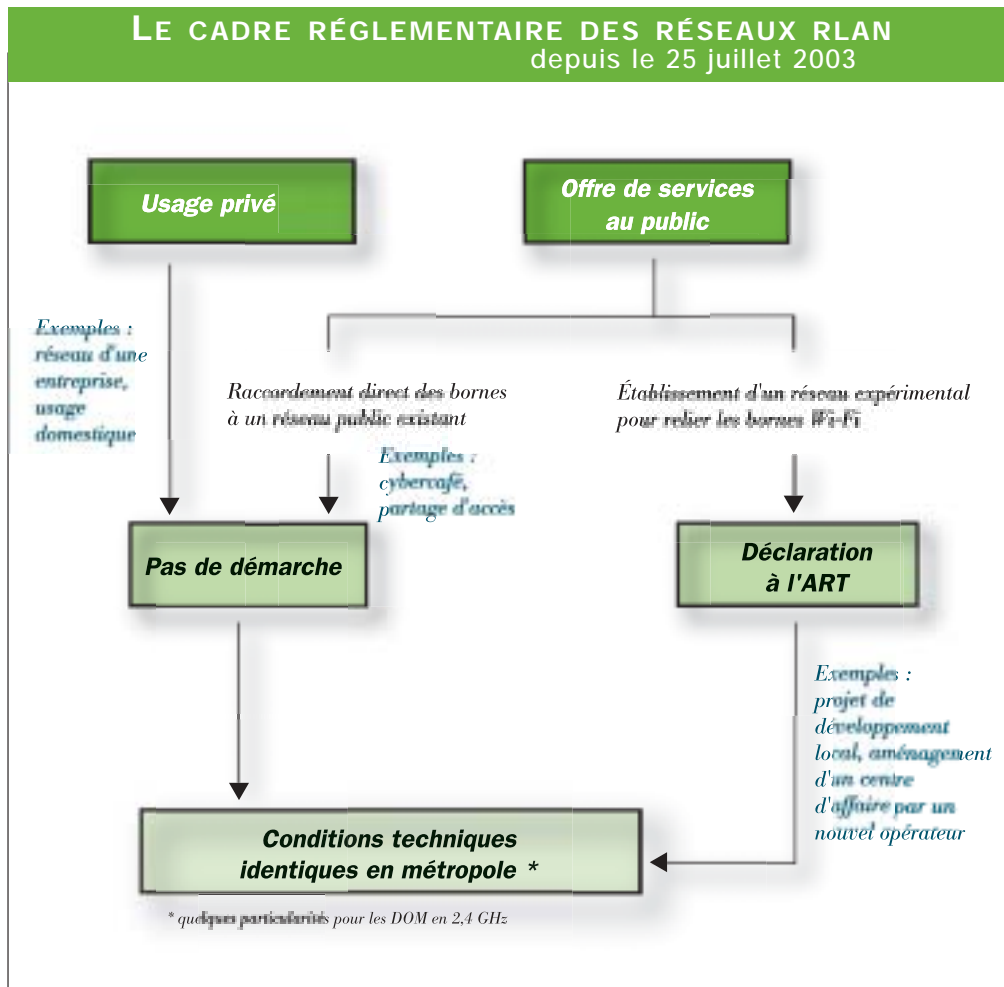 LE CADRE RÉGLEMENTAIRE DES RÉSEAUX RLAN
depuis le 25 juillet 2003
Usage privé
Offre de services
au public
Exemples :
réseau d'une
entreprise,
usage
domestique
Raccordement direct des bornes
à un réseau public existant
Exemples :
cybercafé,
partage d'accès
Établissement d'un réseau expérimental
pour relier les bornes Wi-Fi
Pas de démarche
Déclaration
à l'ART
Exemples :
projet de
développement
local, aménagement
d'un centre
d'affaire par un
nouvel opérateur
Conditions techniques
identiques en métropole *
* quelques particularités pour les DOM en 2,4 GHz